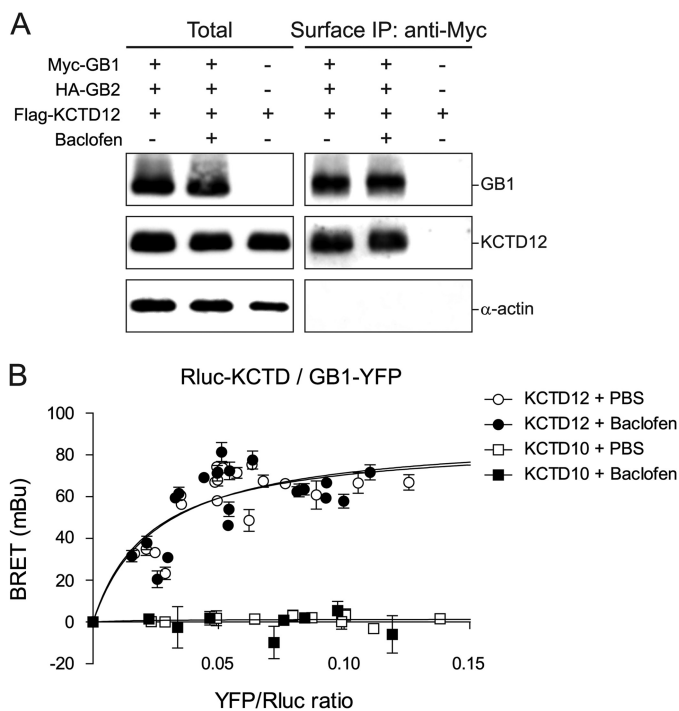 A
Total Surface IP: anti-Myc
Myc-GB1 + + - + + -
HA-GB2 + + - + + -
Flag-KCTD12 + + + + + +
Baclofen - + - - + -
GB1
KCTD12
α-actin
B
Rluc-KCTD / GB1-YFP
KCTD12 + PBS
KCTD12 + Baclofen
KCTD10 + PBS
KCTD10 + Baclofen
BRET (mBu)
100
80
60
40
20
0
-20
0.05 0.10 0.15
YFP/Rluc ratio